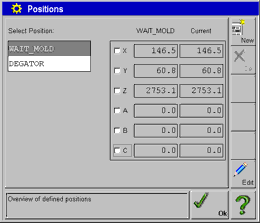 Positions
Select Position:
WAIT_MOLD
DEGATOR
WAIT_MOLD Current
X 146.5 146.5
Y 60.8 60.8
Z 2753.1 2753.1
A 0.0 0.0
B 0.0 0.0
C 0.0 0.0
New
Edit
Overview of defined positions
Ok